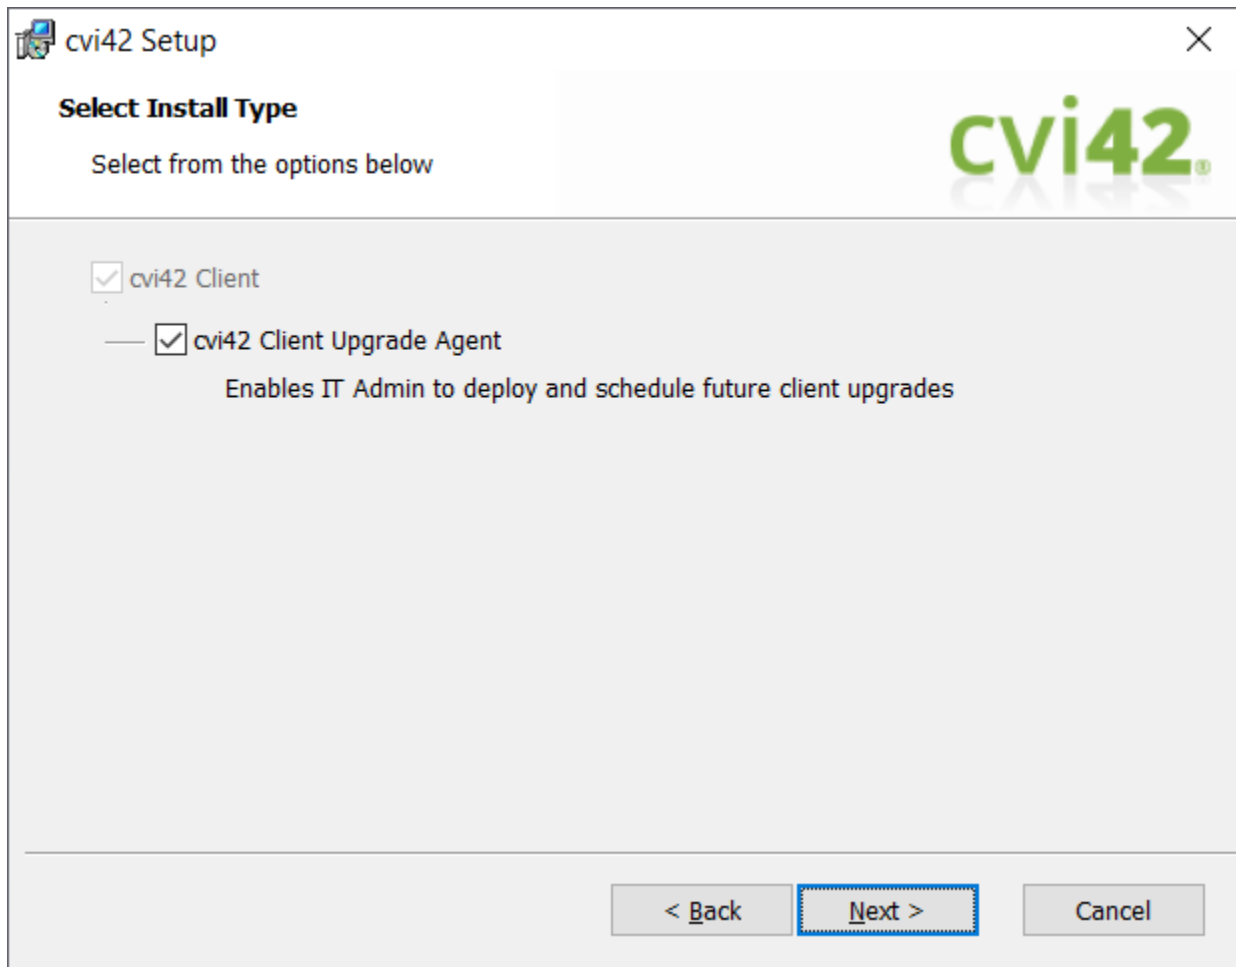 cvi42 Setup
Select Install Type
Select from the options below
cvi42®
cvi42 Client
cvi42 Client Upgrade Agent
Enables IT Admin to deploy and schedule future client upgrades
< Back
Next >
Cancel